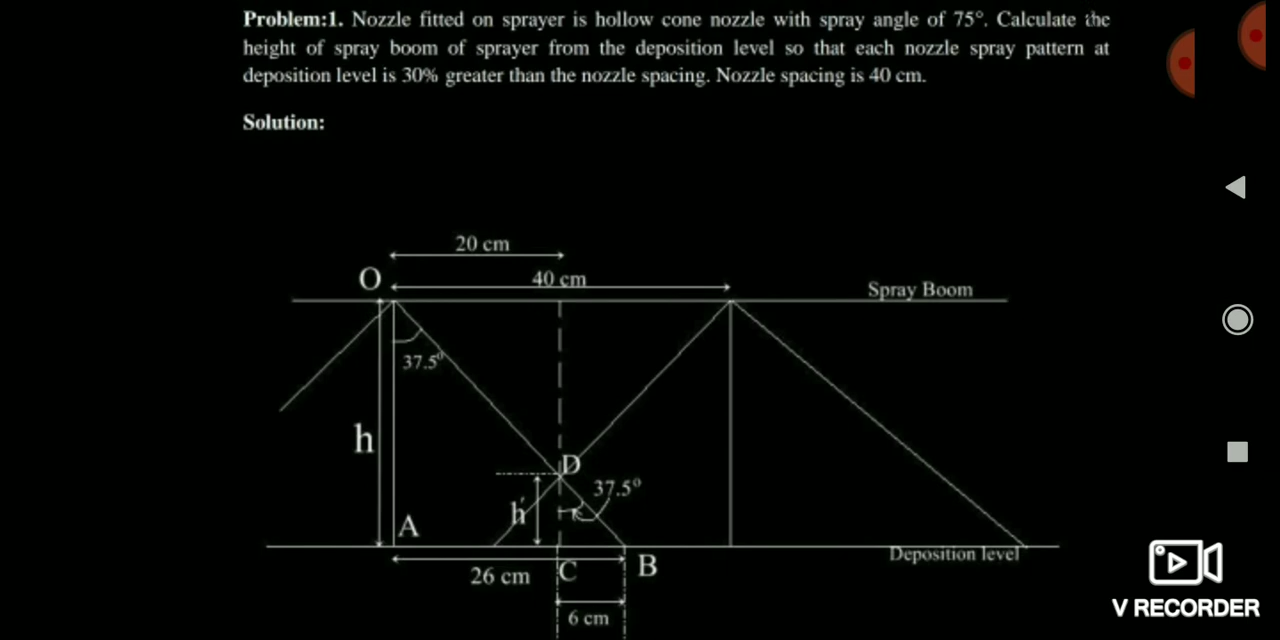 Problem:1. Nozzle fitted on sprayer is hollow cone nozzle with spray angle of 75°. Calculate the
height of spray boom of sprayer from the deposition level so that each nozzle spray pattern at
deposition level is 30% greater than the nozzle spacing. Nozzle spacing is 40 cm.
Solution:
20 cm
O
40 cm
Spray Boom
37.5⁰
h
D
37.5⁰
h′
A
Deposition level
26 cm
C
B
6 cm
V RECORDER